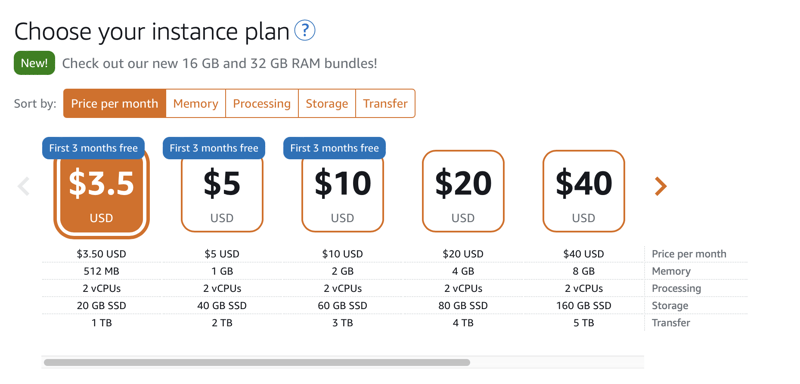 Choose your instance plan ?
New! Check out our new 16 GB and 32 GB RAM bundles!
Sort by: Price per month Memory Processing Storage Transfer
First 3 months free First 3 months free First 3 months free
$3.5 $5 $10 $20 $40
USD USD USD USD USD
$3.50 USD $5 USD $10 USD $20 USD $40 USD Price per month
512 MB 1 GB 2 GB 4 GB 8 GB Memory
2 vCPUs 2 vCPUs 2 vCPUs 2 vCPUs 2 vCPUs Processing
20 GB SSD 40 GB SSD 60 GB SSD 80 GB SSD 160 GB SSD Storage
1 TB 2 TB 3 TB 4 TB 5 TB Transfer